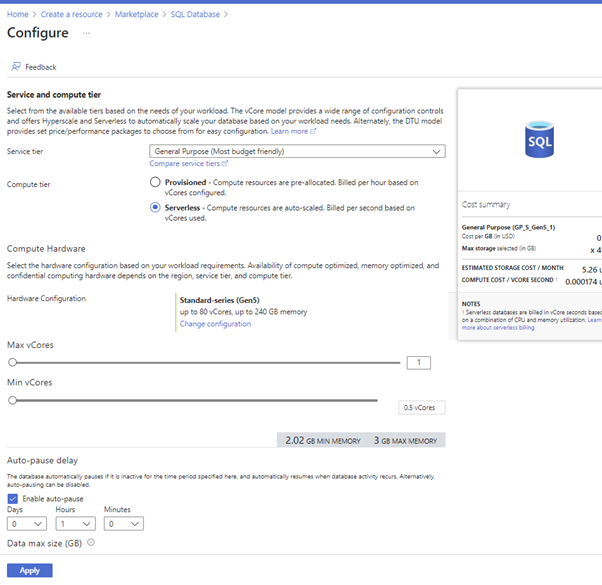 Home > Create a resource > Marketplace > SQL Database >
Configure ...
Feedback
Service and compute tier
Select from the available tiers based on the needs of your workload. The vCore model provides a wide range of configuration controls
and offers Hyperscale and Serverless to automatically scale your database based on your workload needs. Alternately, the DTU model
provides set price/performance packages to choose from for easy configuration. Learn more
Service tier
General Purpose (Most budget friendly)
Compare service tiers
Compute tier
Provisioned - Compute resources are pre-allocated. Billed per hour based on
vCores configured.
Serverless - Compute resources are auto-scaled. Billed per second based on
vCores used.
Compute Hardware
Select the hardware configuration based on your workload requirements. Availability of compute optimized, memory optimized, and
confidential computing hardware depends on the region, service tier, and compute tier.
Hardware Configuration
Standard-series (Gen5)
up to 80 vCores, up to 240 GB memory
Change configuration
Max vCores
1
Min vCores
0.5 vCores
2.02 GB MIN MEMORY 3 GB MAX MEMORY
Auto-pause delay
The database automatically pauses if it is inactive for the time period specified here, and automatically resumes when database activity recurs. Alternatively,
auto-pausing can be disabled.
Enable auto-pause
Days Hours Minutes
0 1 0
Data max size (GB)
Apply
SQL
Cost summary
General Purpose (GP_S_Gen5_1)
Cost per GB (in USD) 0.
Max storage selected (in GB) x 4
ESTIMATED STORAGE COST / MONTH 5.26 u
COMPUTE COST / VCORE SECOND ¹ 0.000174 u
NOTES
¹ Serverless databases are billed in vCore seconds based
on a combination of CPU and memory utilization. Learn
more about serverless billing